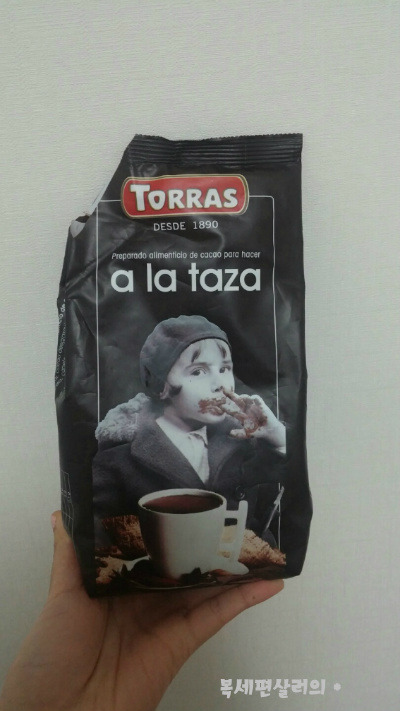 TORRAS
DESDE 1890
Preparado alimenticio de cacao para hacer
a la taza
복세편살러의 •